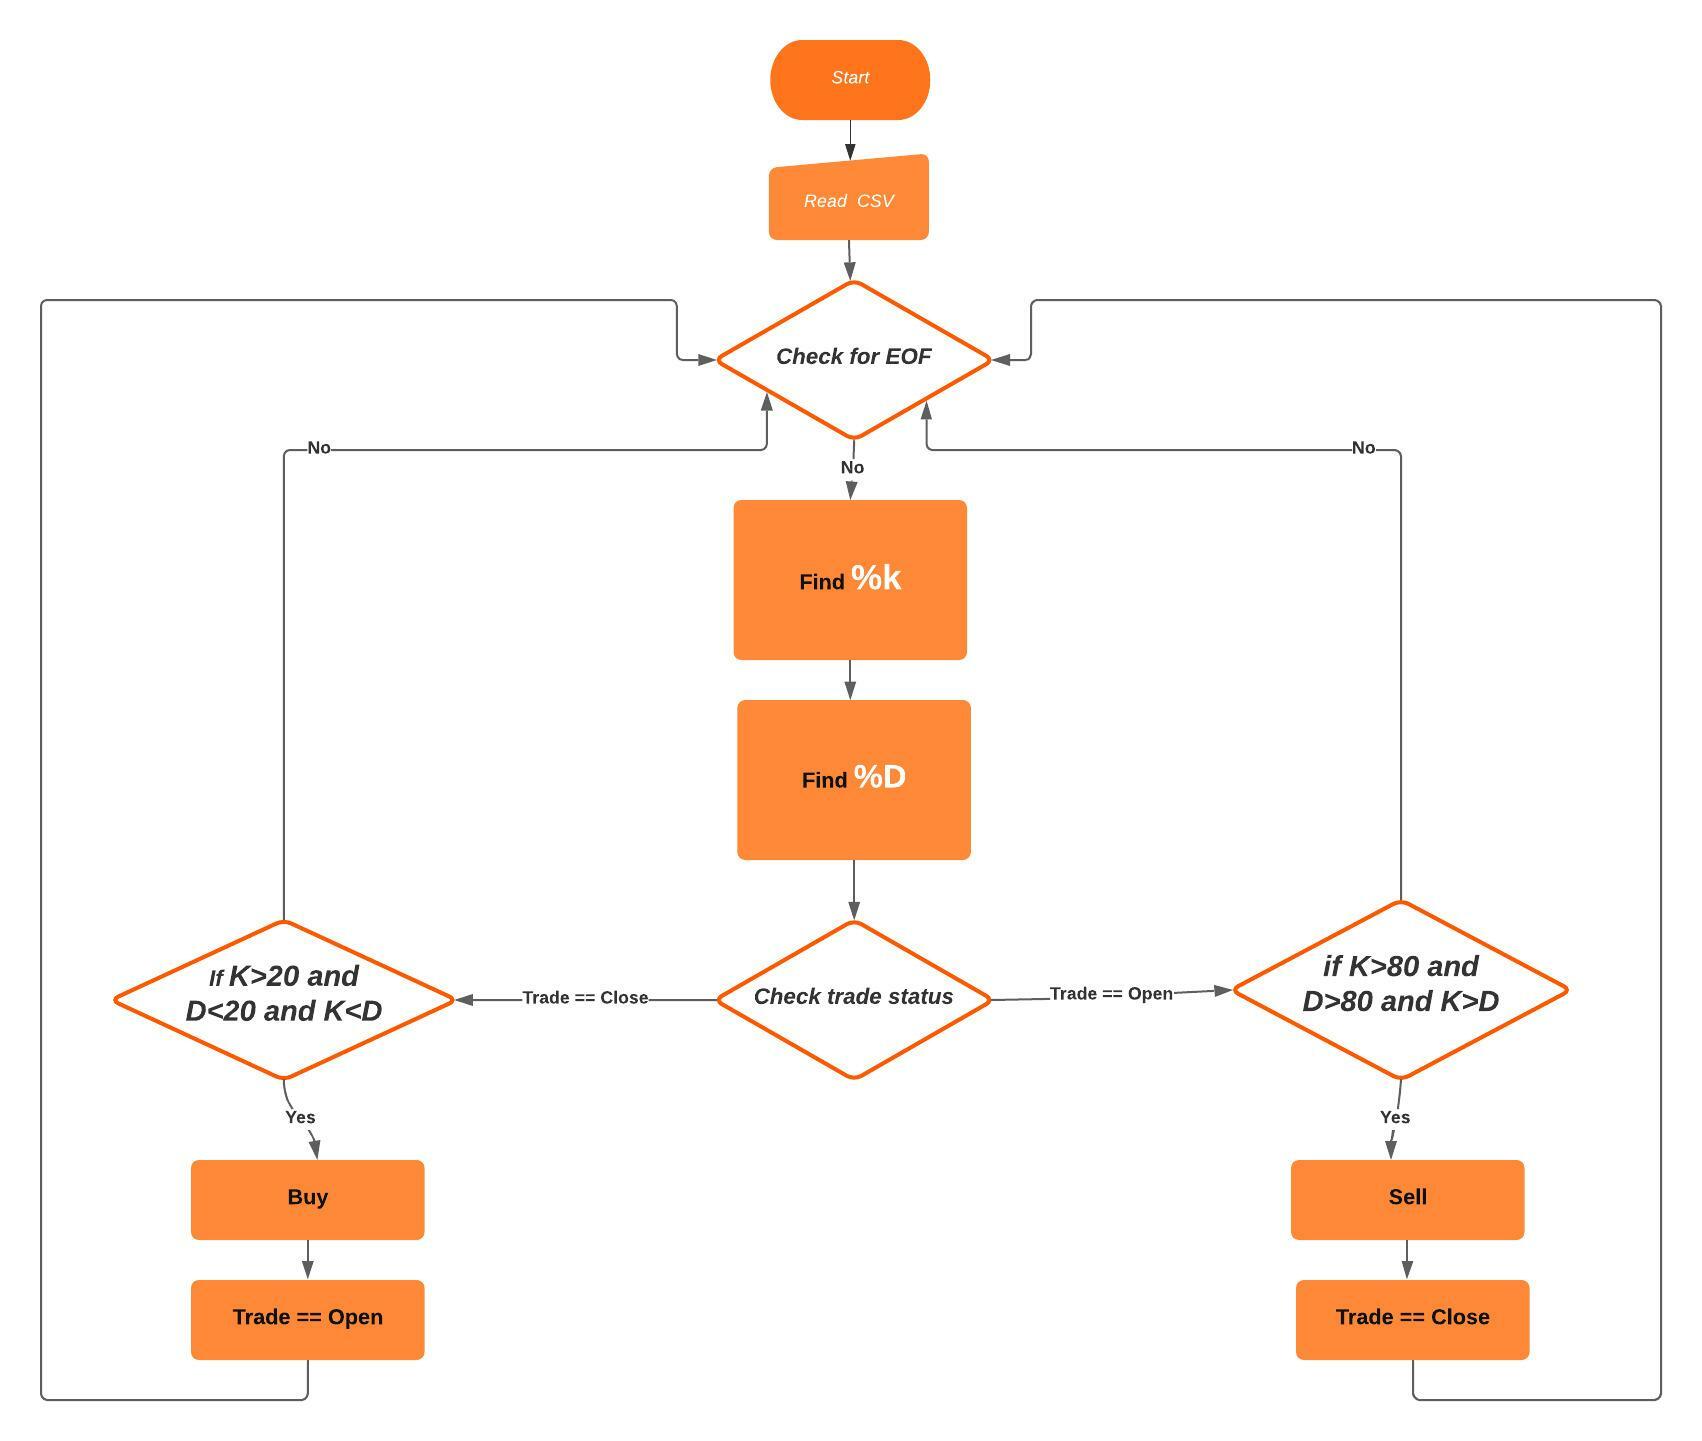 Start
Read  CSV
Check for EOF
No
No
No
Find %k
Find %D
If K>20 and
D<20 and K<D
Trade == Close
Check trade status
Trade == Open
if K>80 and
D>80 and K>D
Yes
Yes
Buy
Sell
Trade == Open
Trade == Close